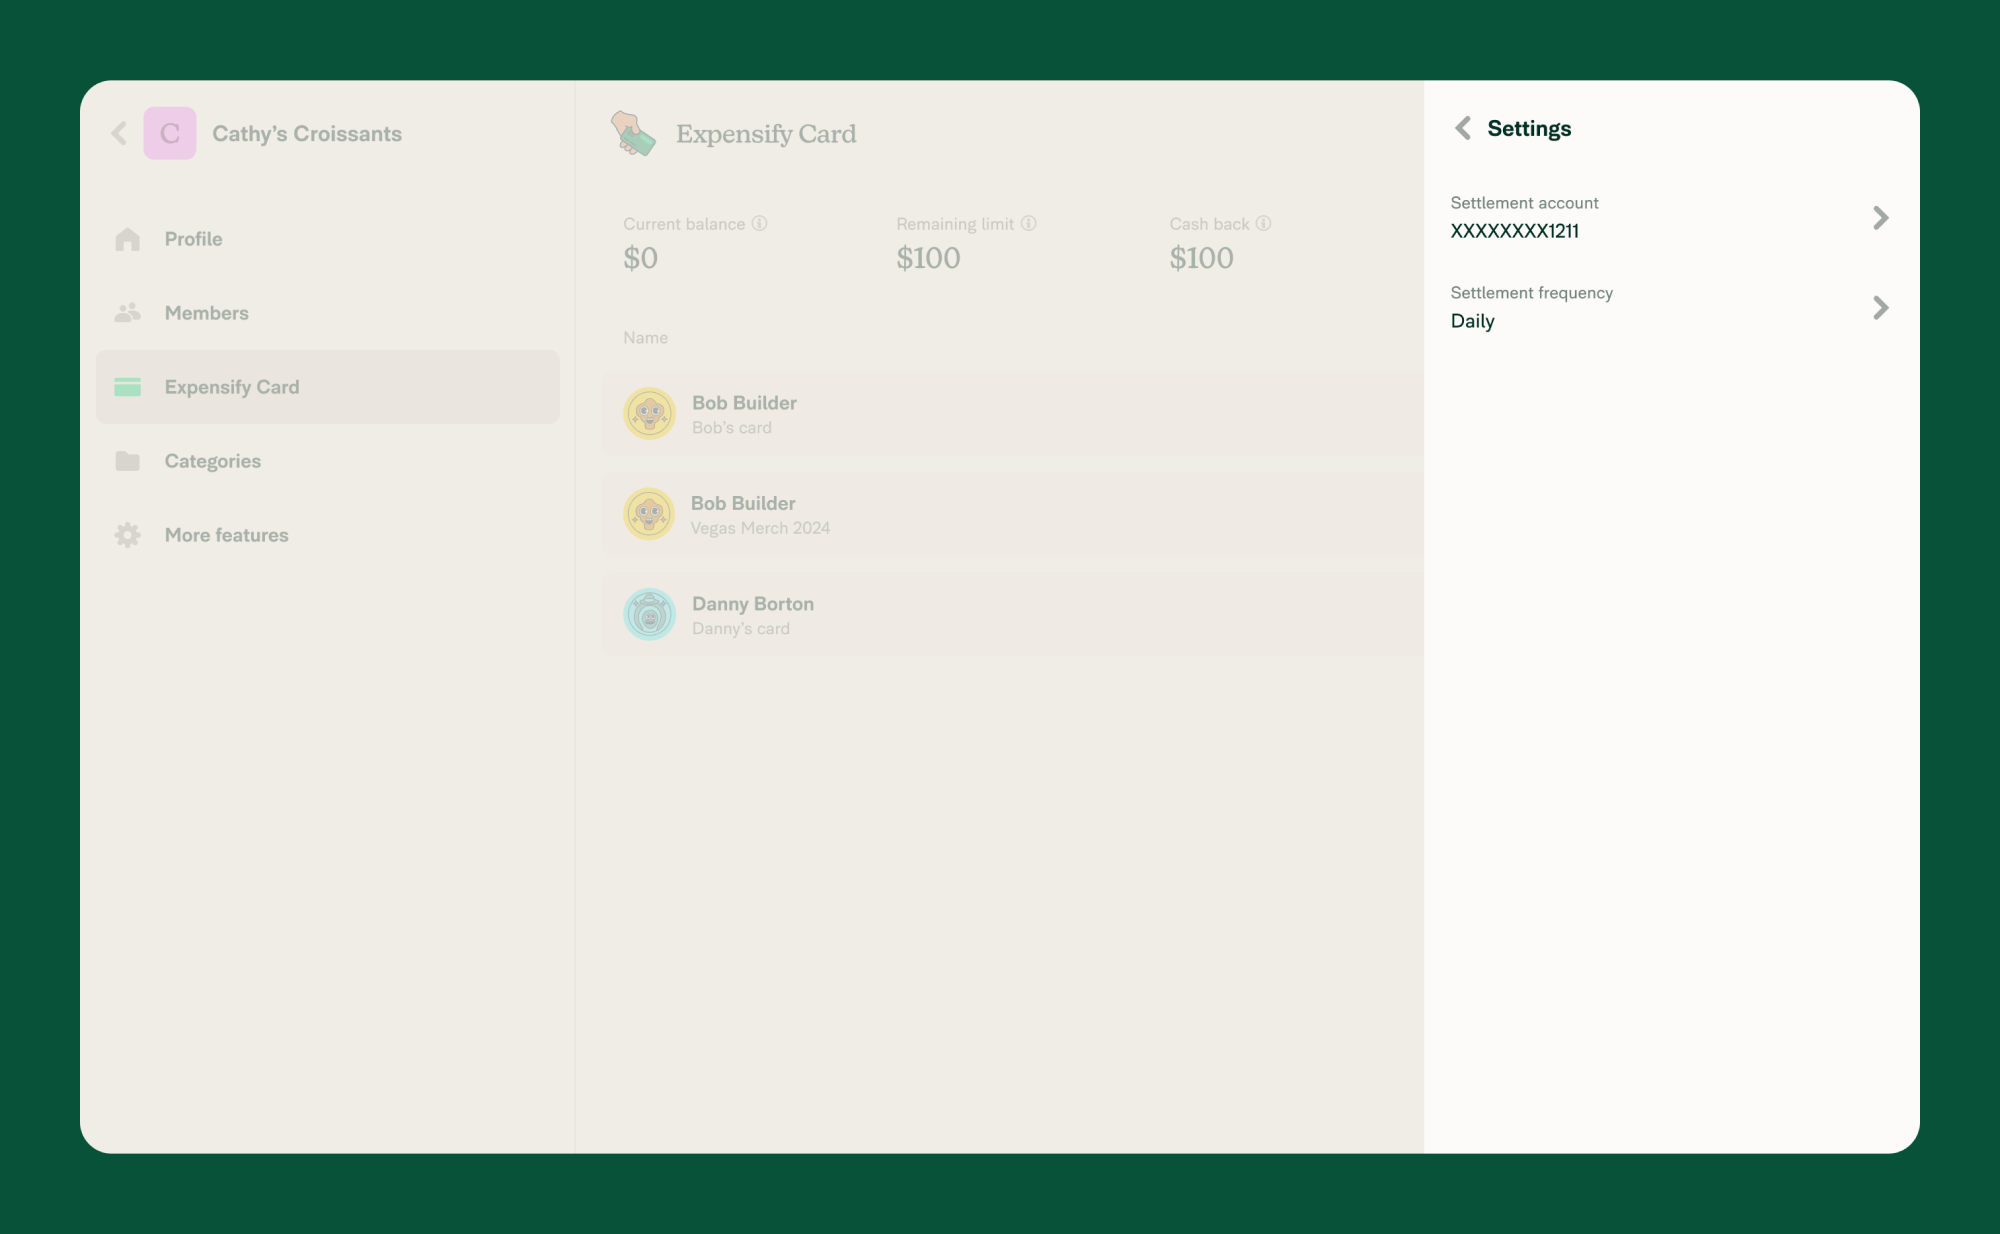 C
Cathy’s Croissants
Profile
Members
Expensify Card
Categories
More features
Expensify Card
Current balance
$0
Remaining limit
$100
Cash back
$100
Name
Bob Builder
Bob’s card
Bob Builder
Vegas Merch 2024
Danny Borton
Danny’s card
Settings
Settlement account
XXXXXXXX1211
Settlement frequency
Daily